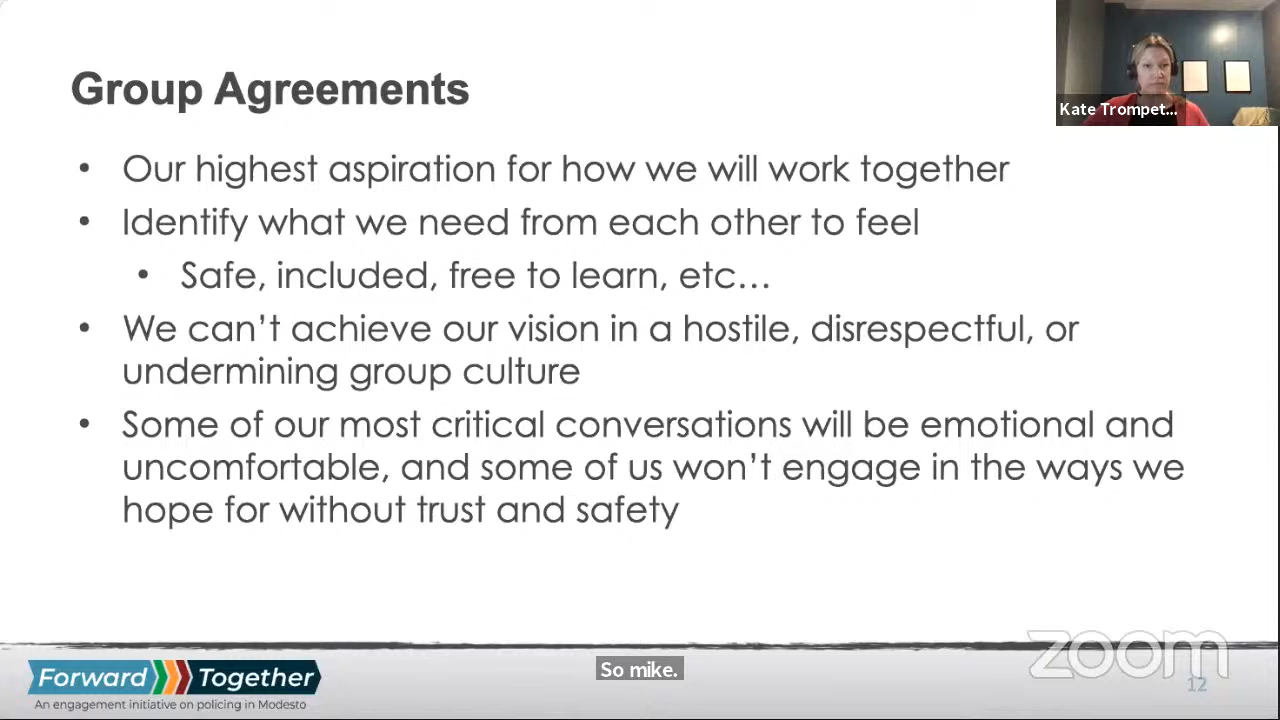 Group Agreements
Kate Trompet...
• Our highest aspiration for how we will work together
• Identify what we need from each other to feel
• Safe, included, free to learn, etc…
• We can’t achieve our vision in a hostile, disrespectful, or
undermining group culture
• Some of our most critical conversations will be emotional and
uncomfortable, and some of us won’t engage in the ways we
hope for without trust and safety
zoom
Forward Together
An engagement initiative on policing in Modesto
So mike.
12